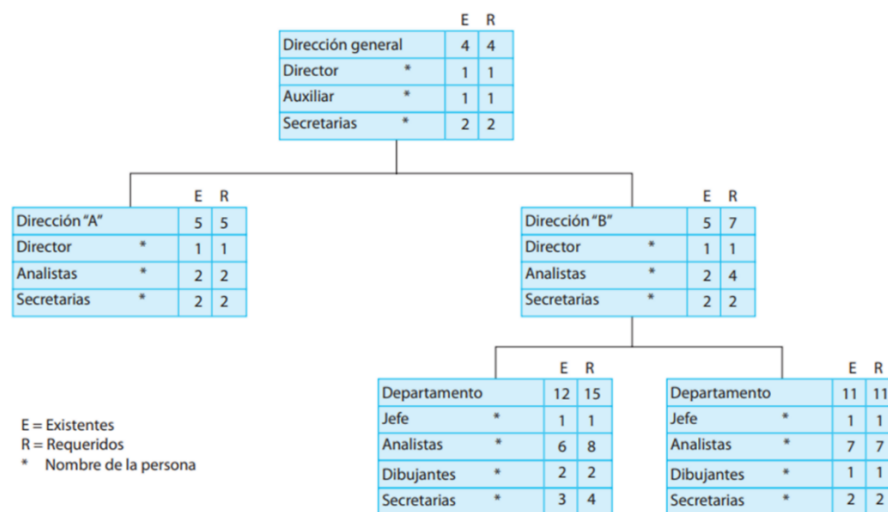 E R
Dirección general 4 4
Director * 1 1
Auxiliar * 1 1
Secretarias * 2 2
E R
Dirección "A" 5 5
Director * 1 1
Analistas * 2 2
Secretarias * 2 2
E R
Dirección "B" 5 7
Director * 1 1
Analistas * 2 4
Secretarias * 2 2
E R
Departamento 12 15
Jefe * 1 1
Analistas * 6 8
Dibujantes * 2 2
Secretarias * 3 4
E R
Departamento 11 11
Jefe * 1 1
Analistas * 7 7
Dibujantes * 1 1
Secretarias * 2 2
E = Existentes
R = Requeridos
* Nombre de la persona